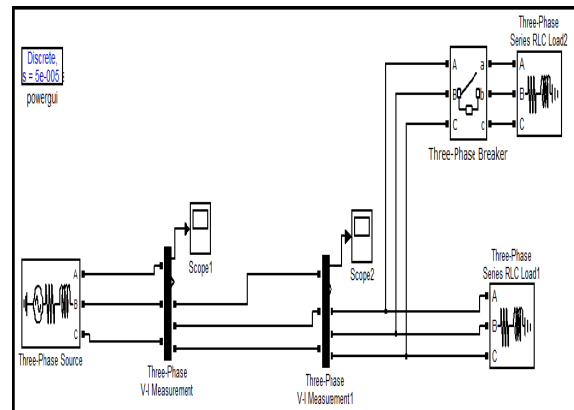 Three-Phase
Series RLC Load2
Discrete,
s = 5e-005
powergui
A
B
C
a
b
c
A
B
C
Three-Phase Breaker
Scope1
Scope2
Three-Phase
Series RLC Load1
A
B
C
A
B
C
Three-Phase Source
Three-Phase
V-I Measurement
Three-Phase
V-I Measurement1